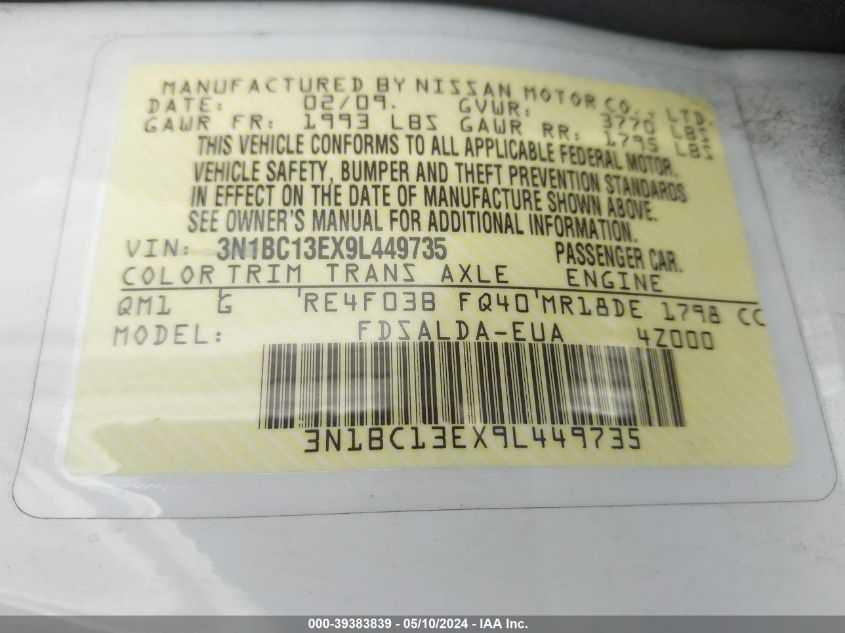 MANUFACTURED BY NISSAN MOTOR CO., LTD.
DATE: 02/09. GVWR: 3770 LBS
GAWR FR: 1993 LBS GAWR RR: 1795 LBS
THIS VEHICLE CONFORMS TO ALL APPLICABLE FEDERAL MOTOR
VEHICLE SAFETY, BUMPER AND THEFT PREVENTION STANDARDS
IN EFFECT ON THE DATE OF MANUFACTURE SHOWN ABOVE.
SEE OWNER'S MANUAL FOR ADDITIONAL INFORMATION.
VIN: 3N1BC13EX9L449735 PASSENGER CAR.
COLOR TRIM TRANS AXLE ENGINE
QM1 G RE4F03B FQ40 MR18DE 1798 CC
MODEL: FDSALDA-EUA 4Z000
3N1BC13EX9L449735
000-39383839 - 05/10/2024 - IAA Inc.